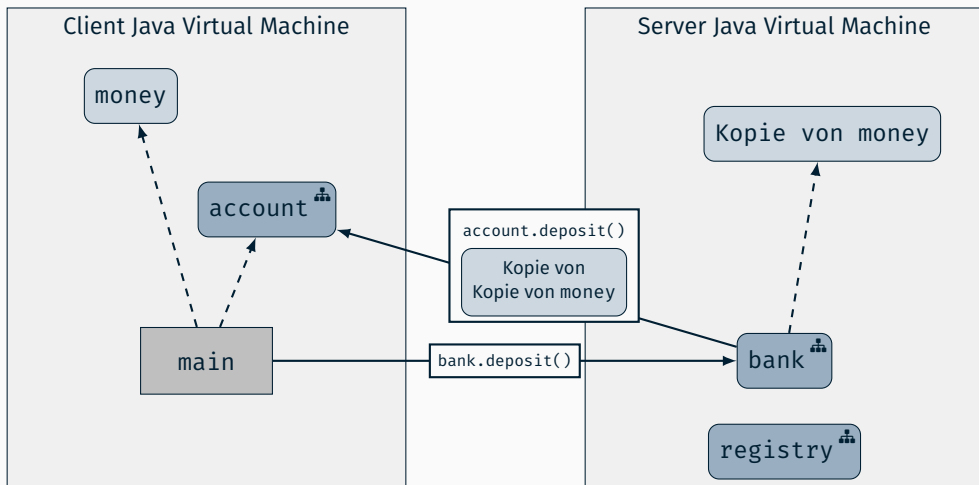 Client Java Virtual Machine
Server Java Virtual Machine
money
Kopie von money
account
account.deposit()
Kopie von
Kopie von money
main
bank.deposit()
bank
registry